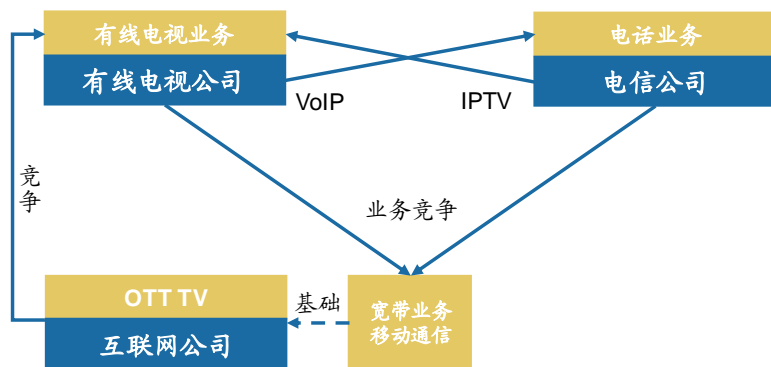 有线电视业务
电话业务
有线电视公司
电信公司
VoIP
IPTV
竞
争
业务竞争
OTT TV
基础
宽带业务
移动通信
互联网公司